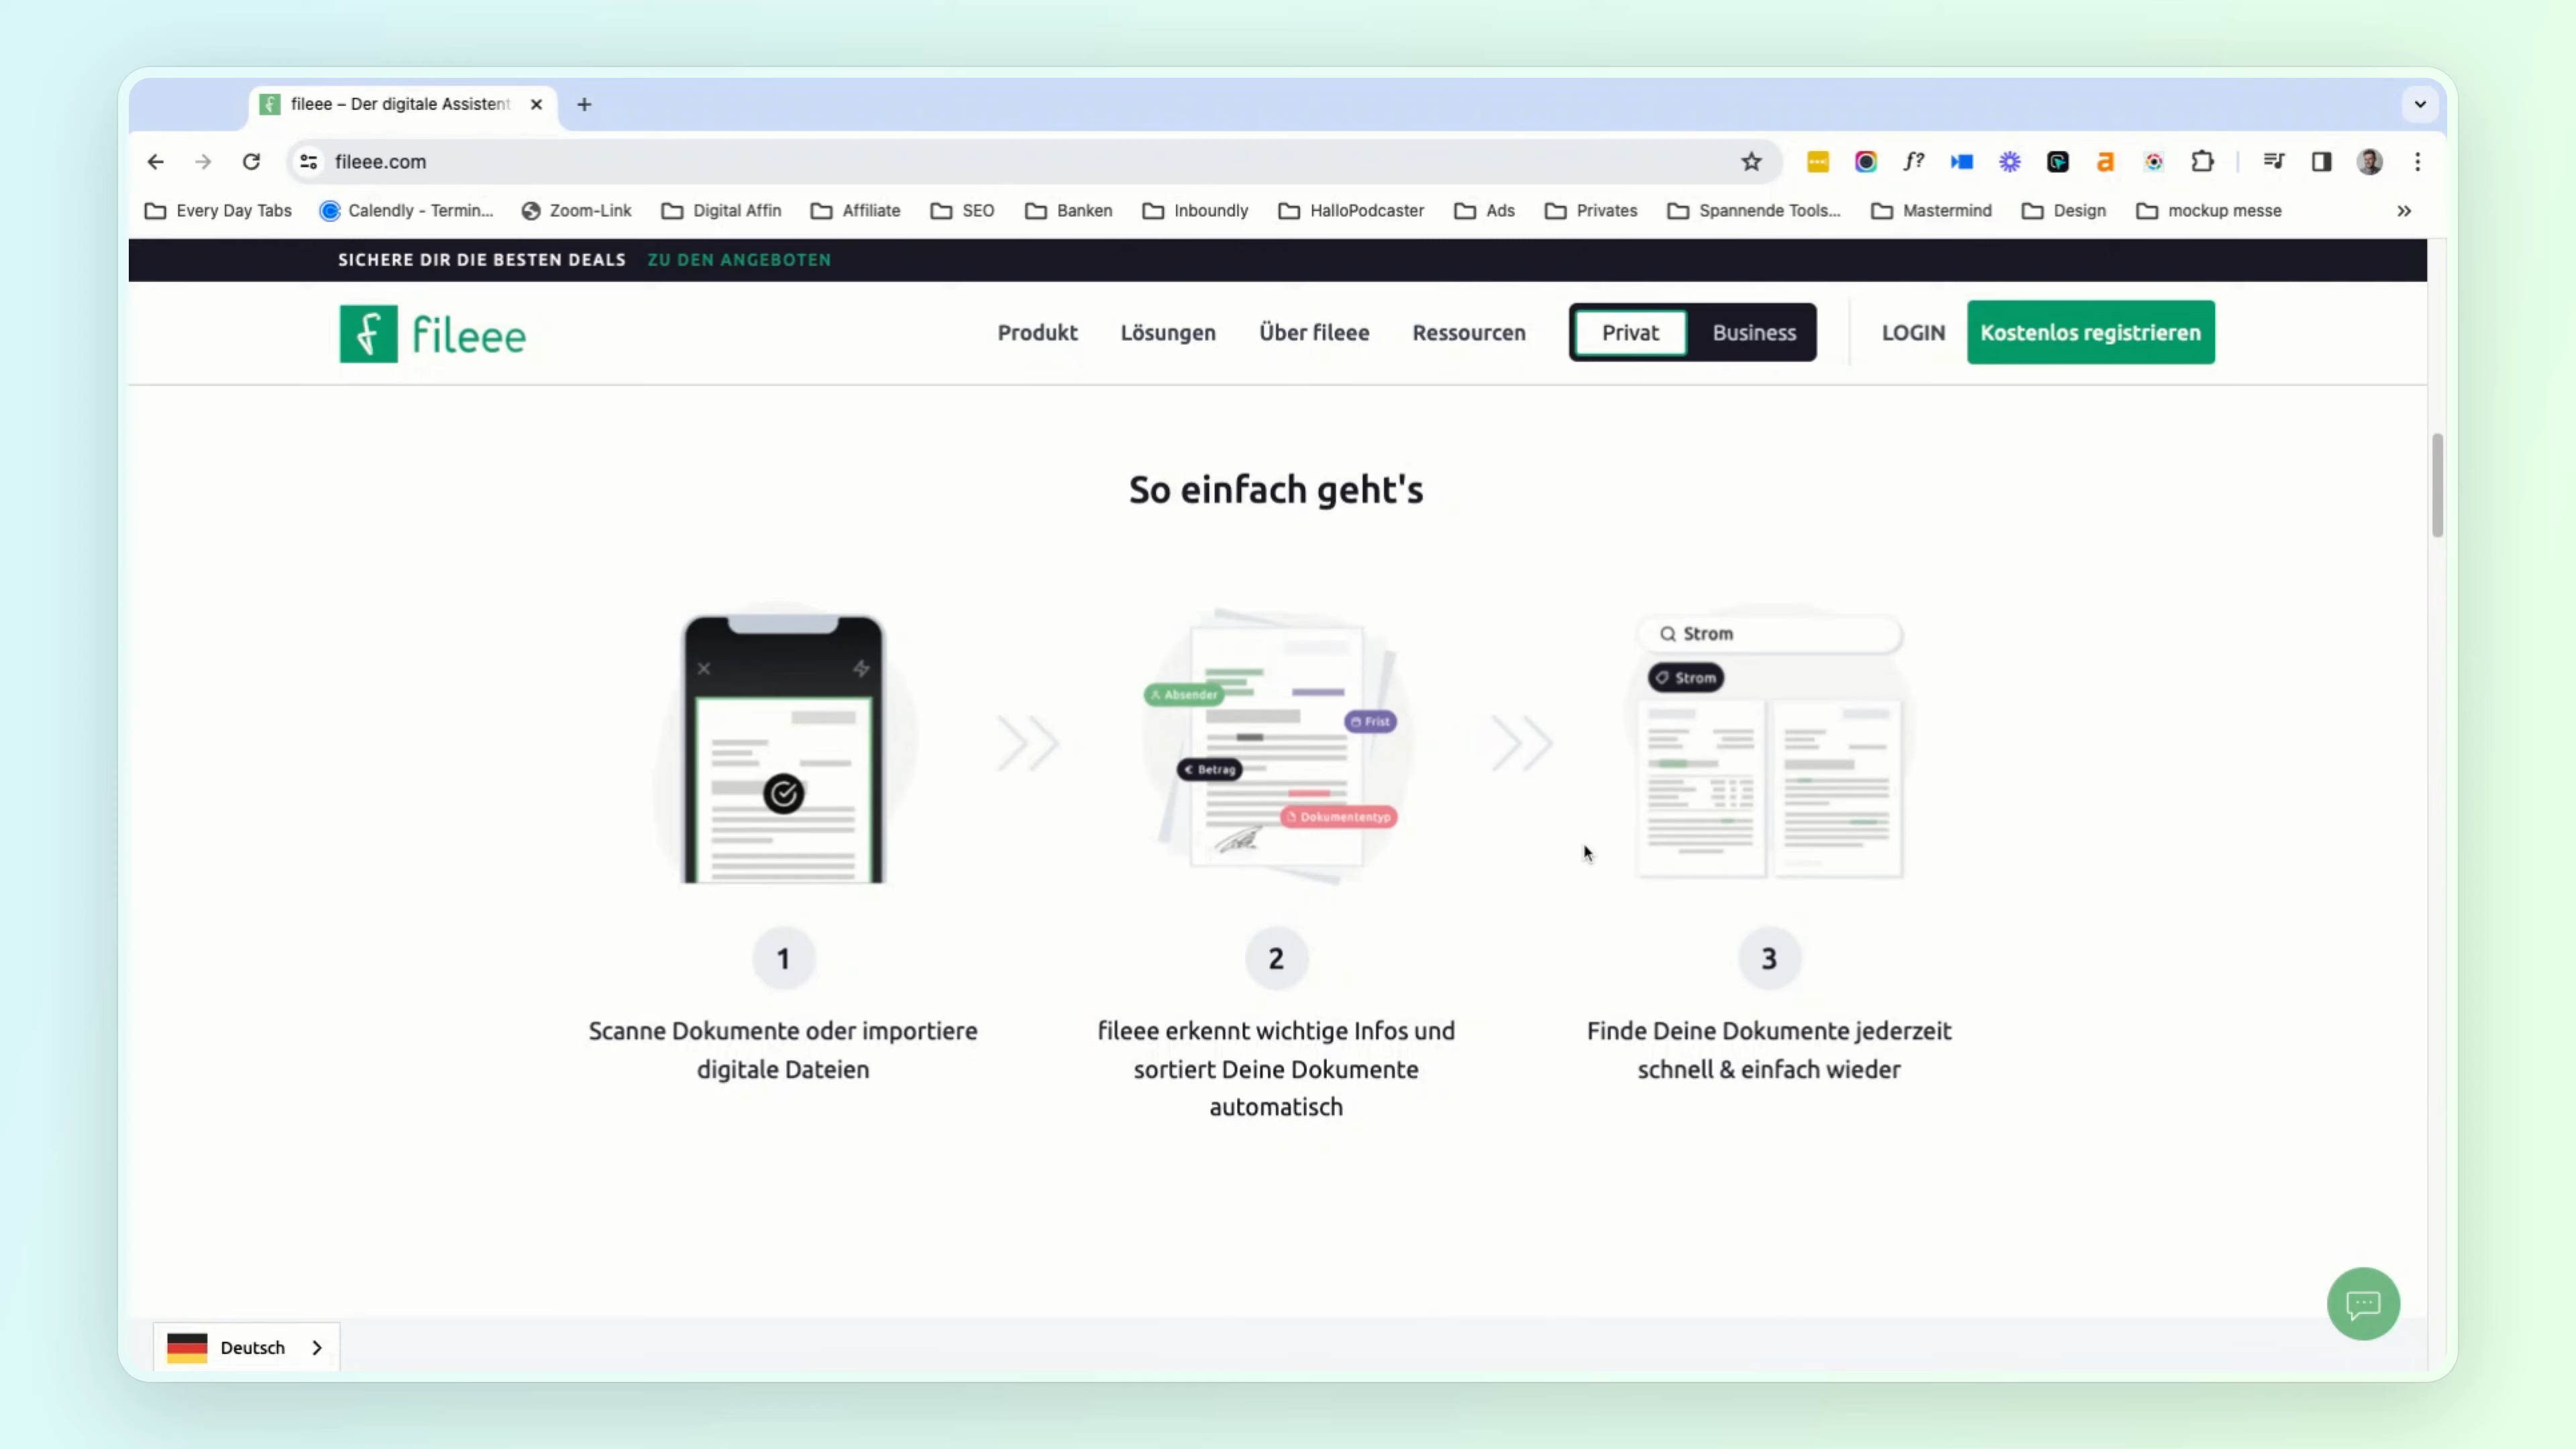 fileee – Der digitale Assistent
fileee.com
Every Day Tabs
Calendly - Termin...
Zoom-Link
Digital Affin
Affiliate
SEO
Banken
Inboundly
HalloPodcaster
Ads
Privates
Spannende Tools...
Mastermind
Design
mockup messe
SICHERE DIR DIE BESTEN DEALS ZU DEN ANGEBOTEN
fileee
Produkt
Lösungen
Über fileee
Ressourcen
Privat
Business
LOGIN
Kostenlos registrieren
So einfach geht's
Absender
Frist
€ Betrag
Dokumententyp
Strom
Strom
1
Scanne Dokumente oder importiere
digitale Dateien
2
fileee erkennt wichtige Infos und
sortiert Deine Dokumente
automatisch
3
Finde Deine Dokumente jederzeit
schnell & einfach wieder
Deutsch